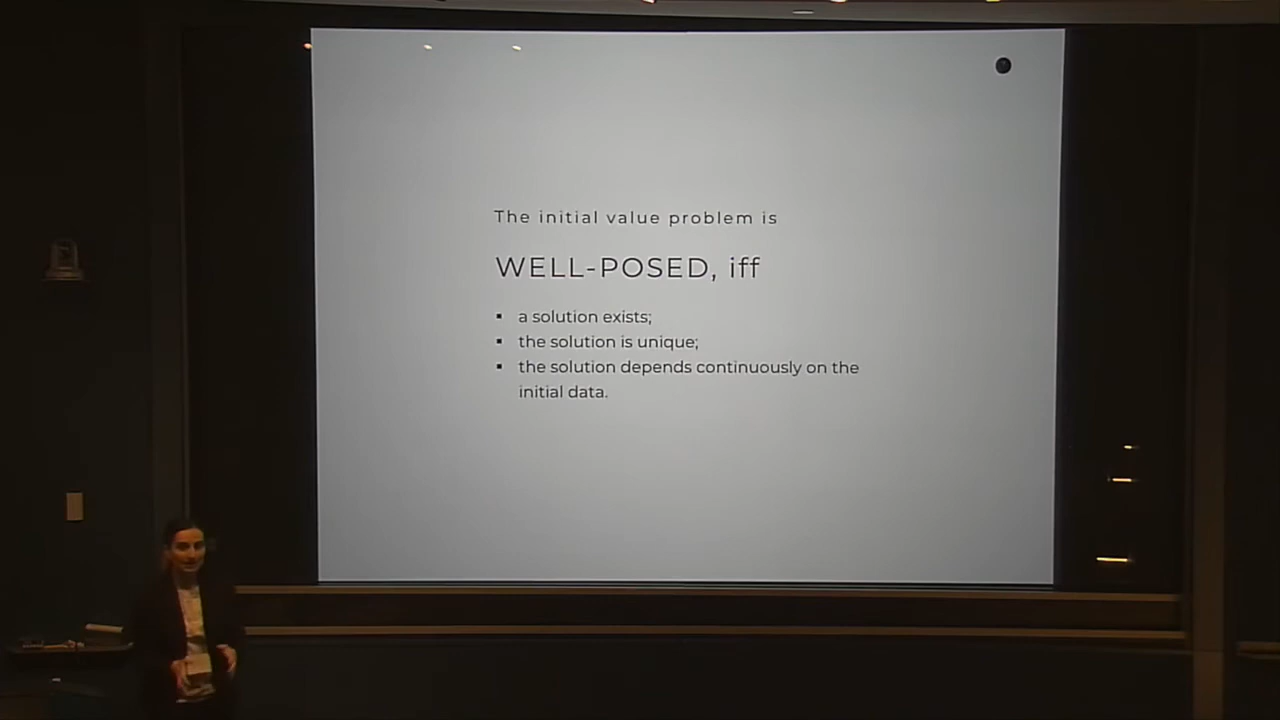 The initial value problem is
WELL-POSED, iff
▪ a solution exists;
▪ the solution is unique;
▪ the solution depends continuously on the
initial data.